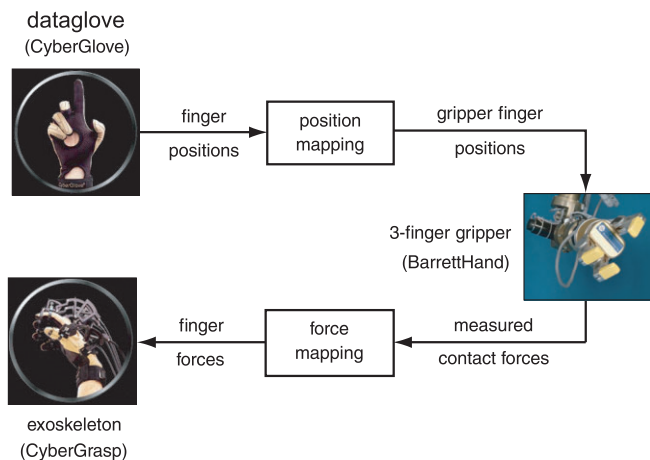 dataglove
(CyberGlove)
finger
positions
position
mapping
gripper finger
positions
CyberGlove
3-finger gripper
(BarrettHand)
finger
forces
force
mapping
measured
contact forces
exoskeleton
(CyberGrasp)